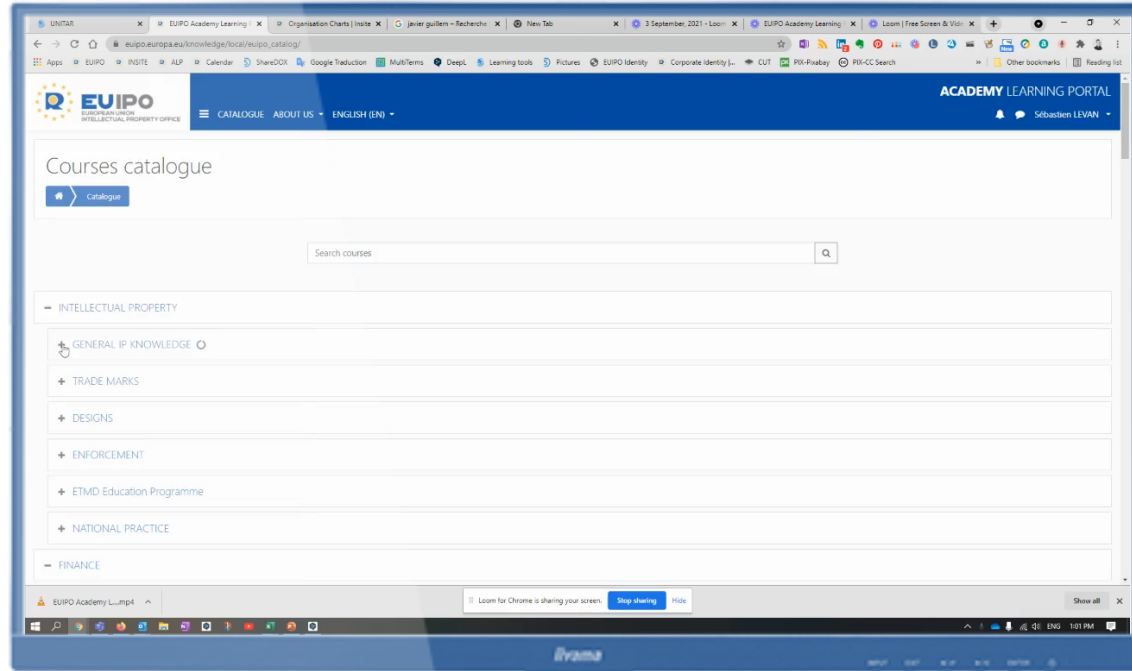 UNITAR
EUIPO Academy Learning
Organisation Charts | Insite
javier guillem - Recherche
New Tab
3 September, 2021 - Loom
EUIPO Academy Learning
Loom | Free Screen & Vide
euipo.europa.eu/knowledge/local/euipo_catalog/
Apps EUIPO INSITE ALP Calendar ShareDOX Google Traduction MultiTerms DeepL Learning tools Pictures EUIPO Identity Corporate Identity |... CUT PIX-Pixabay PIX-CC Search » Other bookmarks Reading list
EUIPO
EUROPEAN UNION
INTELLECTUAL PROPERTY OFFICE
ACADEMY LEARNING PORTAL
CATALOGUE ABOUT US ENGLISH (EN)
Sébastien LEVAN
Courses catalogue
Catalogue
Search courses
INTELLECTUAL PROPERTY
GENERAL IP KNOWLEDGE
TRADE MARKS
DESIGNS
ENFORCEMENT
ETMD Education Programme
NATIONAL PRACTICE
FINANCE
EUIPO Academy L....mp4
Loom for Chrome is sharing your screen. Stop sharing Hide
Show all
ENG 1:01 PM
iiyama